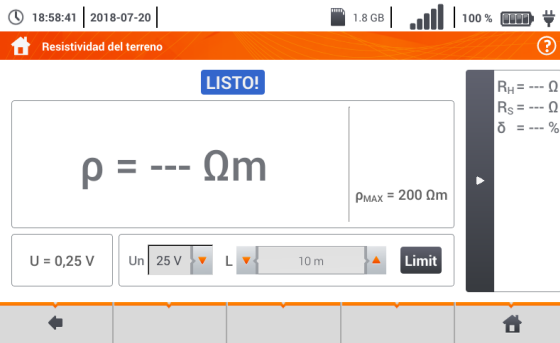 18:58:41 2018-07-20 1.8 GB 100 %
Resistividad del terreno ?
LISTO!
ρ = --- Ωm
ρMAX = 200 Ωm
RH = --- Ω
RS = --- Ω
δ = --- %
U = 0,25 V Un 25 V L 10 m Limit